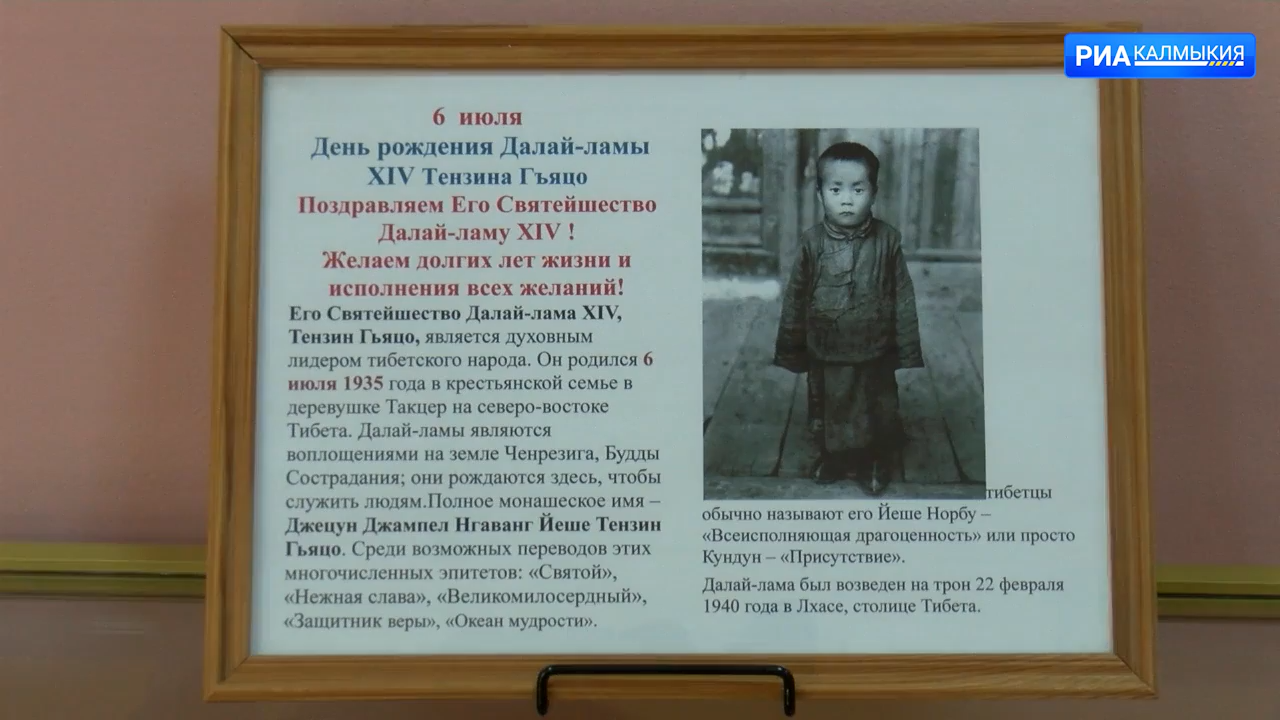 РИА КАЛМЫКИЯ
6 июля
День рождения Далай-ламы
XIV Тензина Гъяцо
Поздравляем Его Святейшество
Далай-ламу XIV !
Желаем долгих лет жизни и
исполнения всех желаний!
Его Святейшество Далай-лама XIV,
Тензин Гьяцо, является духовным
лидером тибетского народа. Он родился 6
июля 1935 года в крестьянской семье в
деревушке Такцер на северо-востоке
Тибета. Далай-ламы являются
воплощениями на земле Ченрезига, Будды
Сострадания; они рождаются здесь, чтобы
служить людям.Полное монашеское имя –
Джецун Джампел Нгаванг Йеше Тензин
Гьяцо. Среди возможных переводов этих
многочисленных эпитетов: «Святой»,
«Нежная слава», «Великомилосердный»,
«Защитник веры», «Океан мудрости».
тибетцы
обычно называют его Йеше Норбу –
«Всеисполняющая драгоценность» или просто
Кундун – «Присутствие».
Далай-лама был возведен на трон 22 февраля
1940 года в Лхасе, столице Тибета.